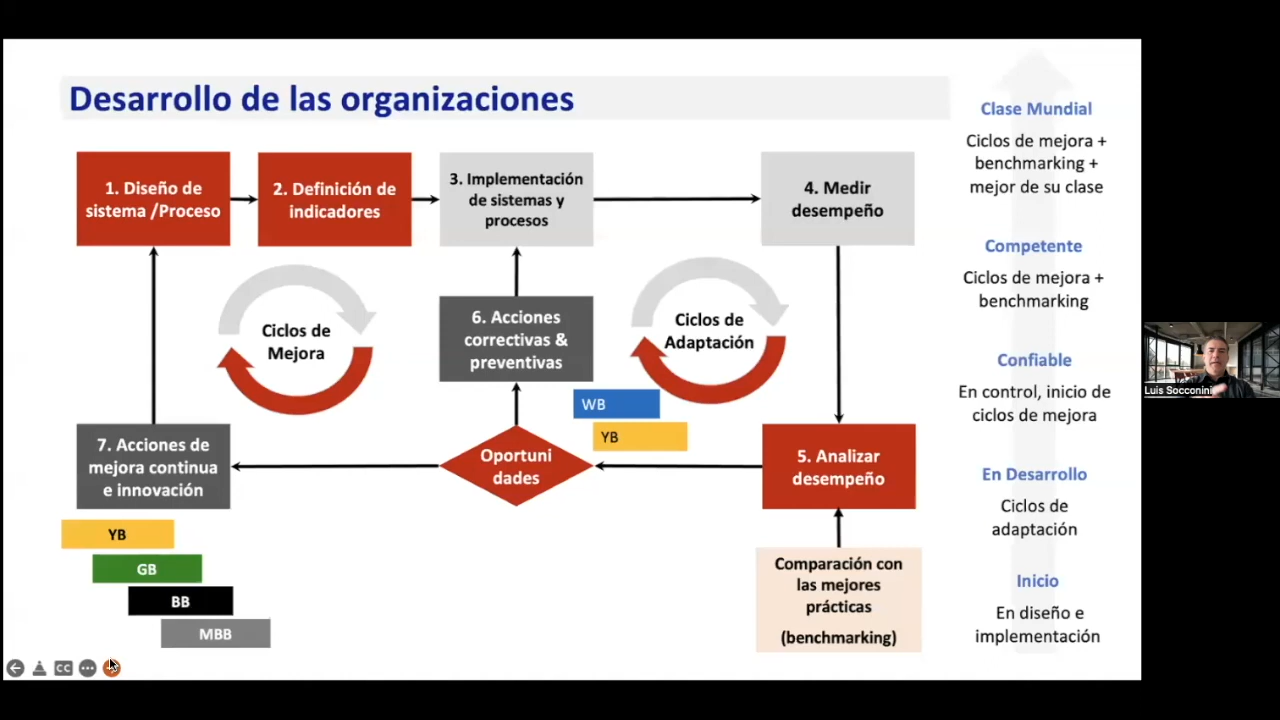 Desarrollo de las organizaciones
1. Diseño de
sistema /Proceso
2. Definición de
indicadores
3. Implementación
de sistemas y
procesos
4. Medir
desempeño
Ciclos de
Mejora
6. Acciones
correctivas &
preventivas
Ciclos de
Adaptación
WB
YB
7. Acciones de
mejora continua
e innovación
Oportuni
dades
5. Analizar
desempeño
YB
GB
BB
MBB
Comparación con
las mejores
prácticas
(benchmarking)
Clase Mundial
Ciclos de mejora +
benchmarking +
mejor de su clase
Competente
Ciclos de mejora +
benchmarking
Confiable
En control, inicio de
ciclos de mejora
En Desarrollo
Ciclos de
adaptación
Inicio
En diseño e
implementación
CC
Luis Socconini